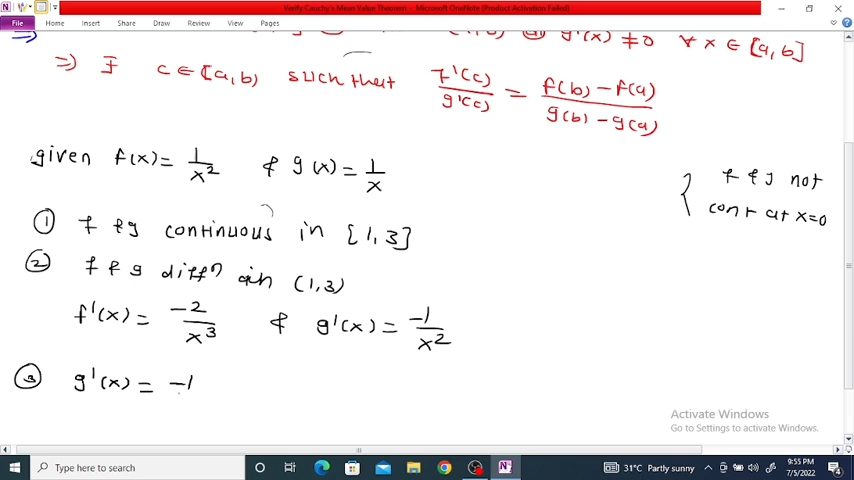 Verify Cauchy's Mean Value Theorem - Microsoft OneNote (Product Activation Failed)
File Home Insert Share Draw Review View Pages
g'(x) ≠ 0 ∀ x ∈ [a,b]
⇒ ∃ c ∈ [a,b) such that f'(c)/g'(c) = f(b) - f(a)/g(b) - g(a)
given f(x) = 1/x² & g(x) = 1/x
{ f & g not
cont at x=0
① f & g continuous in [1,3]
② f & g diffn in (1,3)
f'(x) = -2/x³ & g'(x) = -1/x²
③ g'(x) = -1
Activate Windows
Go to Settings to activate Windows.
Type here to search
31°C Partly sunny
9:55 PM
7/5/2022
4